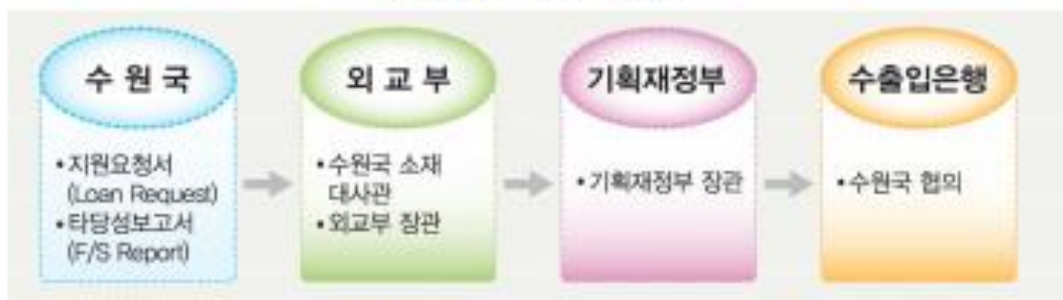 수 원 국
• 지원요청서
(Loan Request)
• 타당성보고서
(F/S Report)
외 교 부
• 수원국 소재
대사관
• 외교부 장관
기획재정부
• 기획재정부 장관
수출입은행
• 수원국 협의